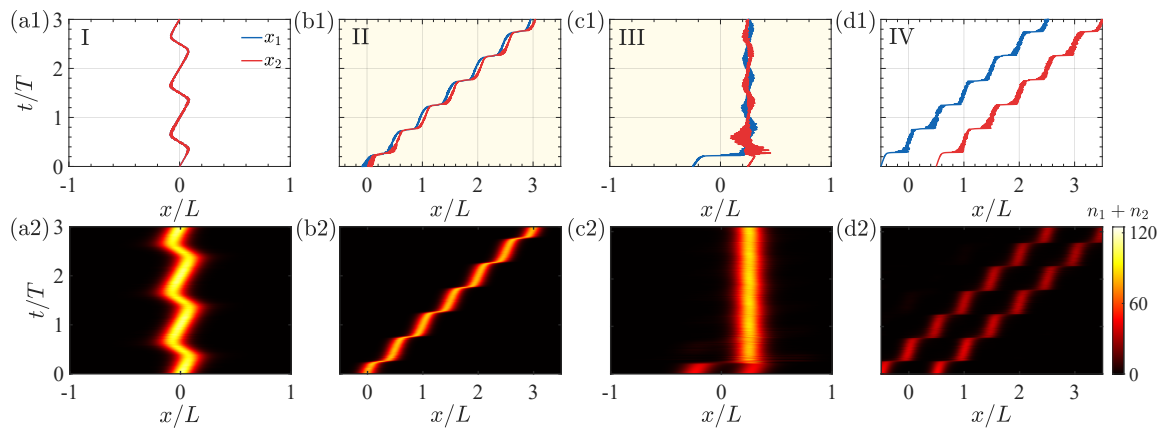 (a1) (b1) (c1) (d1)
I II III IV
x₁
x₂
3
2
1
0
t/T
-1 0 1 0 1 2 3 -1 0 1 0 1 2 3
x/L x/L x/L x/L
(a2) (b2) (c2) (d2) n₁ + n₂
3
2
1
0
t/T
120
60
0
-1 0 1 0 1 2 3 -1 0 1 0 1 2 3
x/L x/L x/L x/L